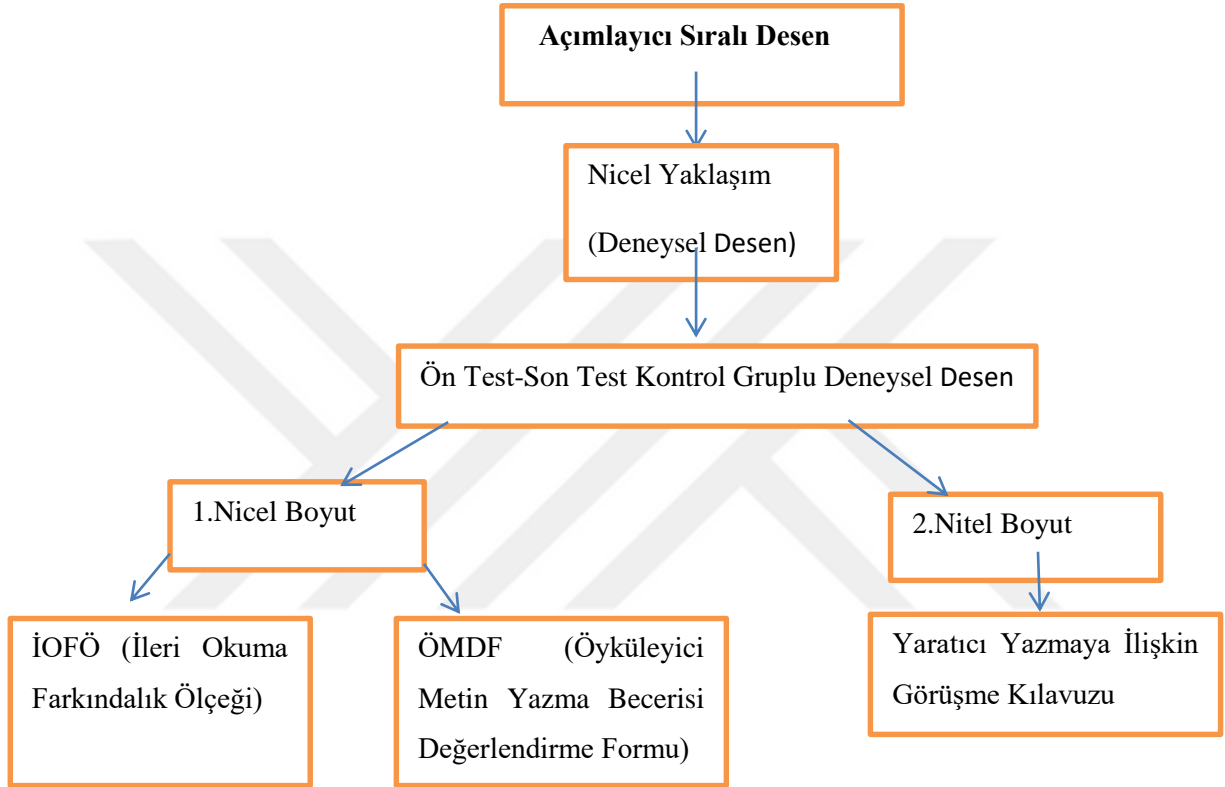 Açımlayıcı Sıralı Desen
Nicel Yaklaşım
(Deneysel Desen)
Ön Test-Son Test Kontrol Gruplu Deneysel Desen
1.Nicel Boyut
2.Nitel Boyut
İOFÖ (İleri Okuma
Farkındalık Ölçeği)
ÖMDF (Öyküleyici
Metin Yazma Becerisi
Değerlendirme Formu)
Yaratıcı Yazmaya İlişkin
Görüşme Kılavuzu